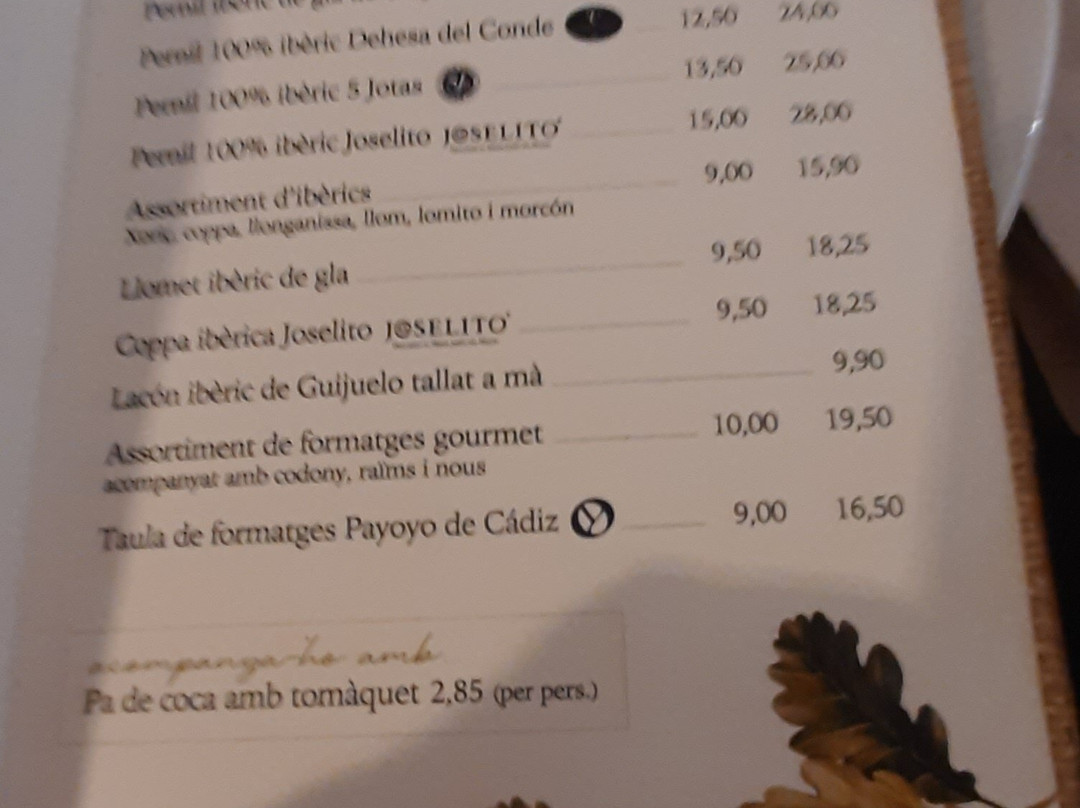 Pernil ibèric de gla
Pernil 100% ibèric Dehesa del Conde 12,50 24,00
Pernil 100% ibèric 5 Jotas 13,50 25,00
Pernil 100% ibèric Joselito JOSELITO 15,00 28,00
Assortiment d'ibèrics 9,00 15,90
Xoriç, coppa, llonganissa, llom, lomito i morcón
Llomet ibèric de gla 9,50 18,25
Coppa ibèrica Joselito JOSELITO 9,50 18,25
Lacón ibèric de Guijuelo tallat a mà 9,90
Assortiment de formatges gourmet 10,00 19,50
acompanyat amb codony, raïms i nous
Taula de formatges Payoyo de Cádiz Y 9,00 16,50
acompanya-ho amb
Pa de coca amb tomàquet 2,85 (per pers.)